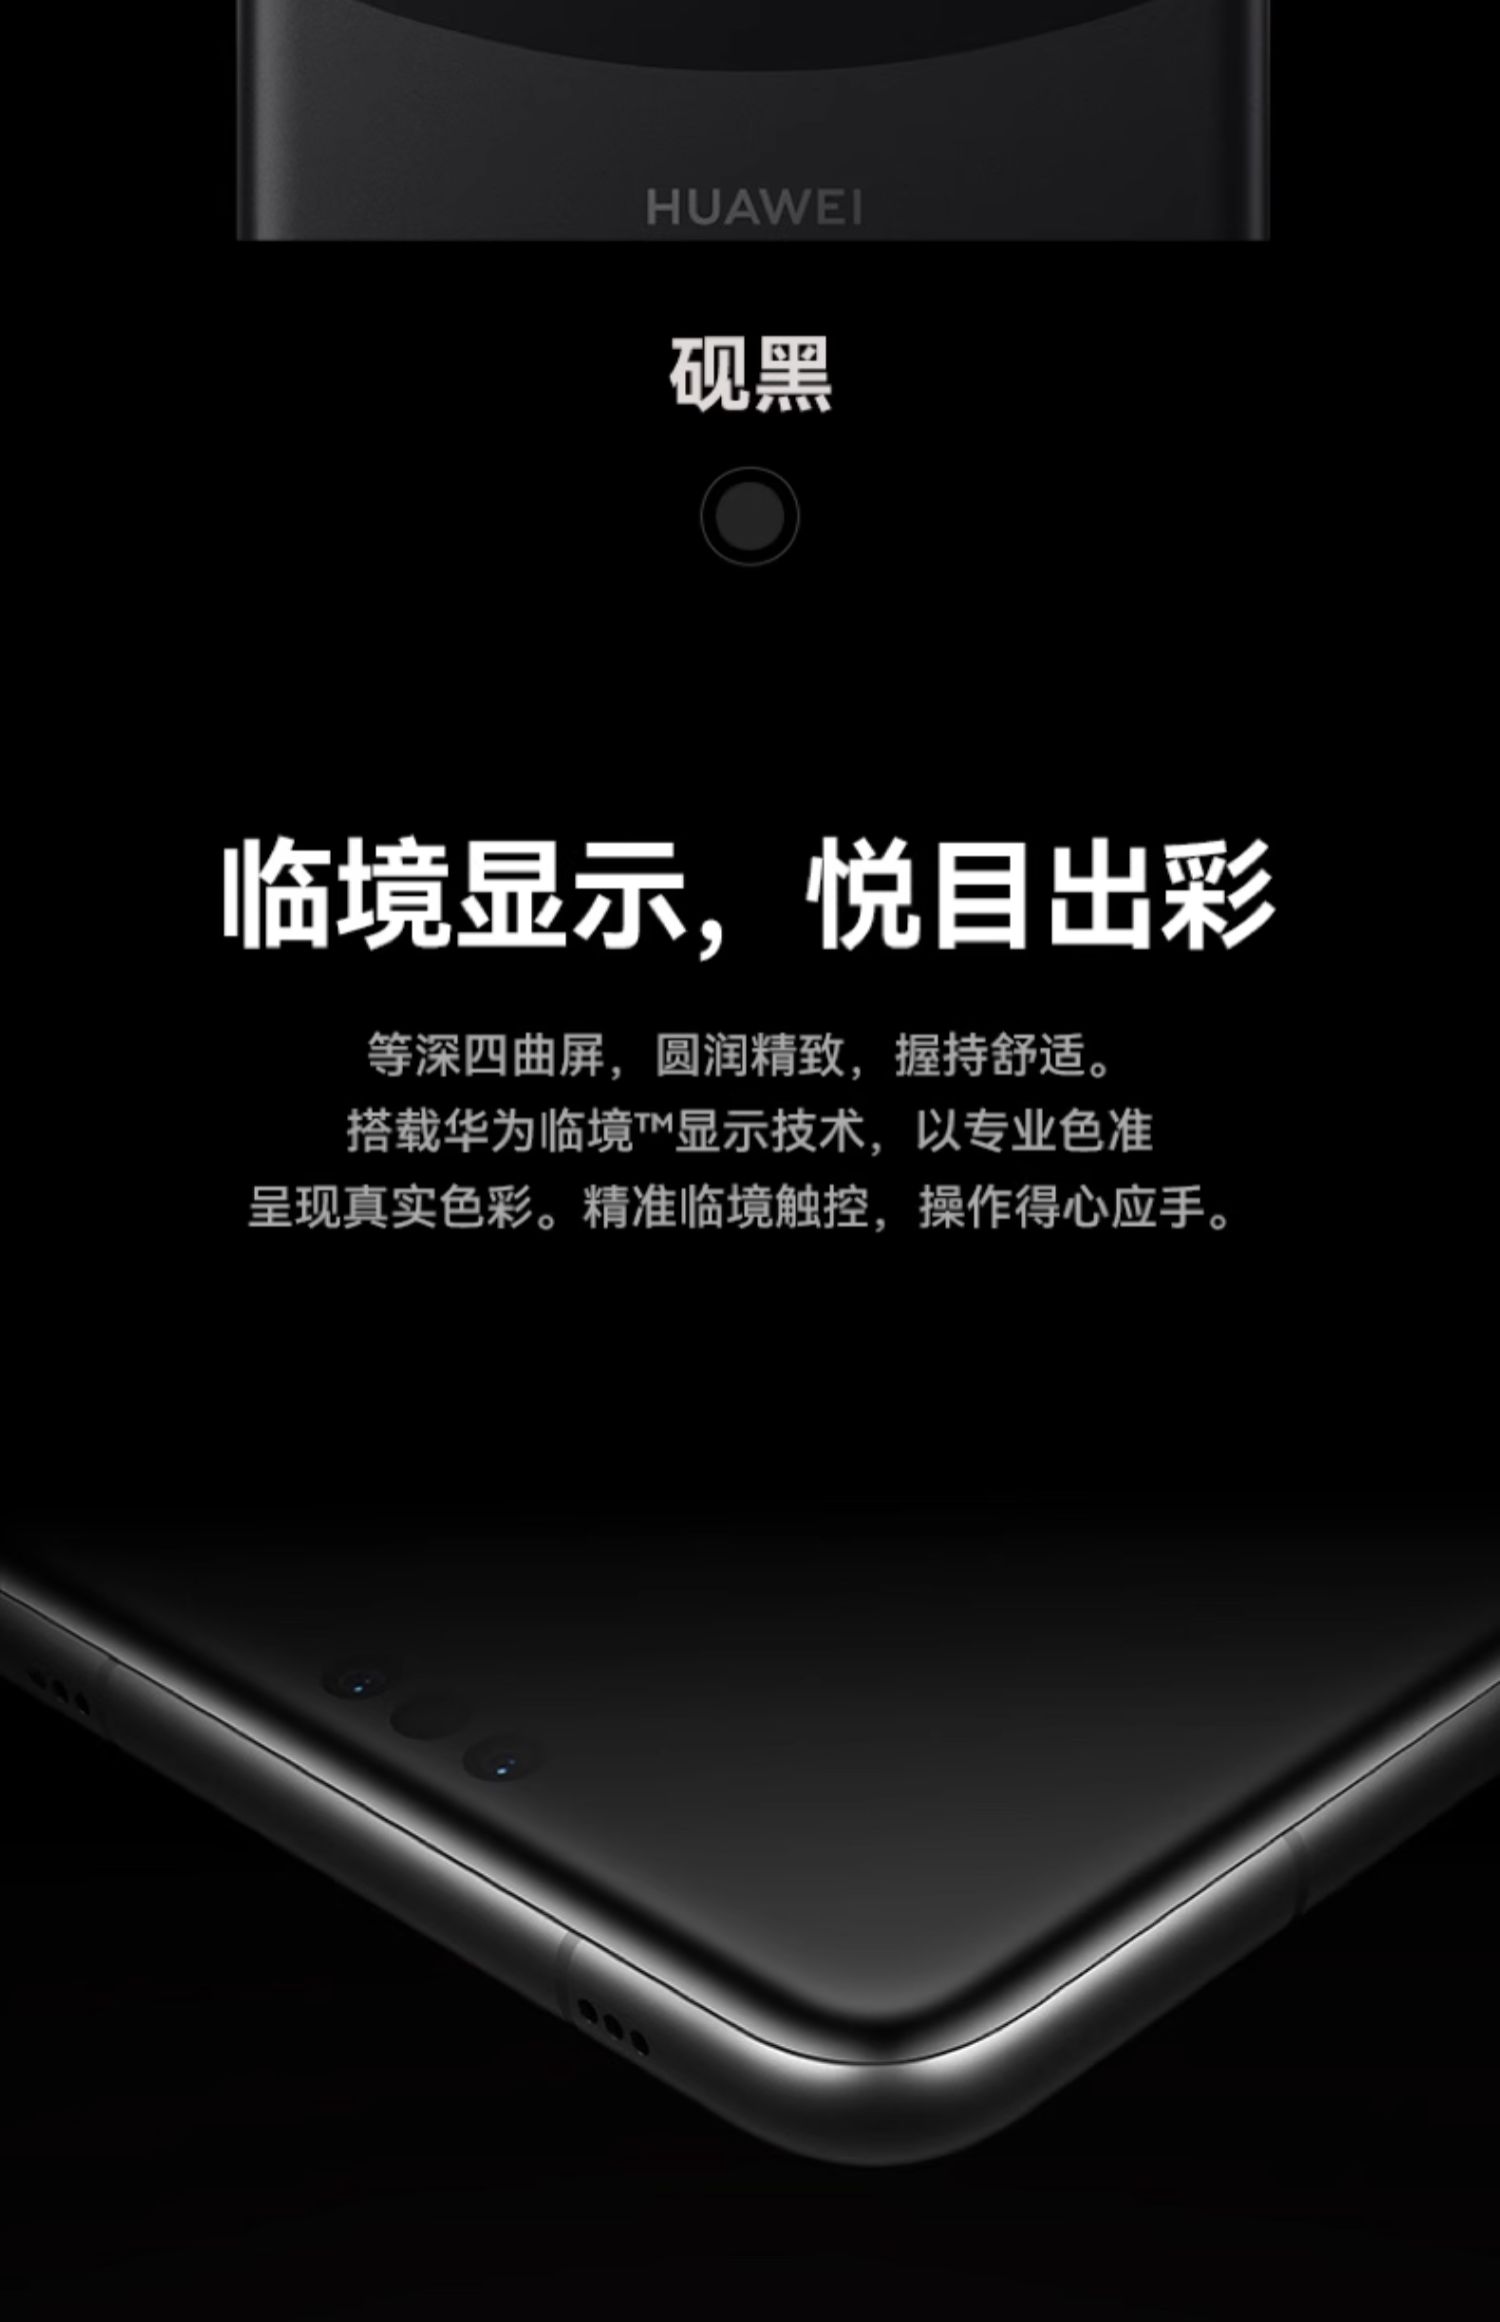 HUAWEI
砚黑
临境显示，悦目出彩
等深四曲屏，圆润精致，握持舒适。
搭载华为临境™显示技术，以专业色准
呈现真实色彩。精准临境触控，操作得心应手。